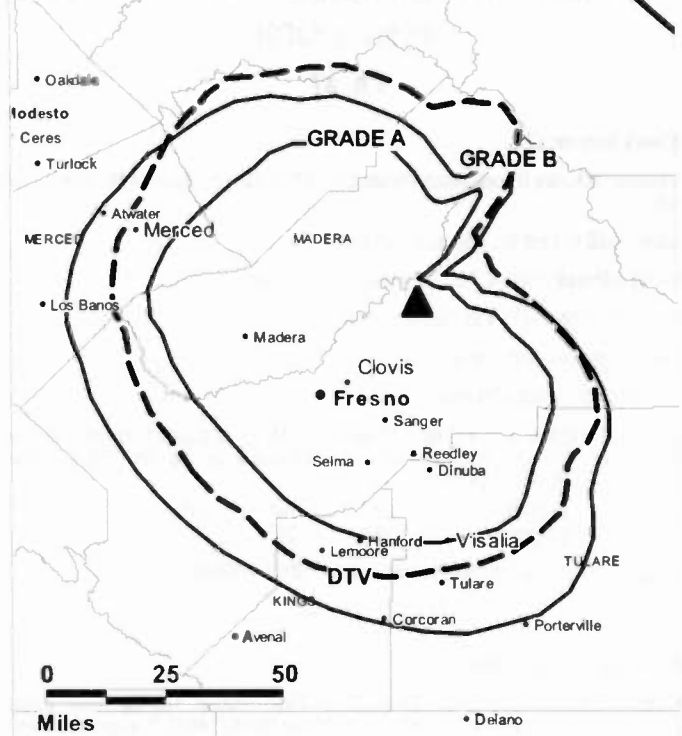 Oakdale
Modesto
Ceres
Turlock
GRADE A
GRADE B
Atwater
Merced
MERCED
MADERA
Los Banos
Madera
Clovis
Fresno
Sanger
Selma
Reedley
Dinuba
Hanford
Visalia
Lemoore
DTV
TULARE
Tulare
KINGS
Corcoran
Porterville
Avenal
0 25 50
Miles
Delano